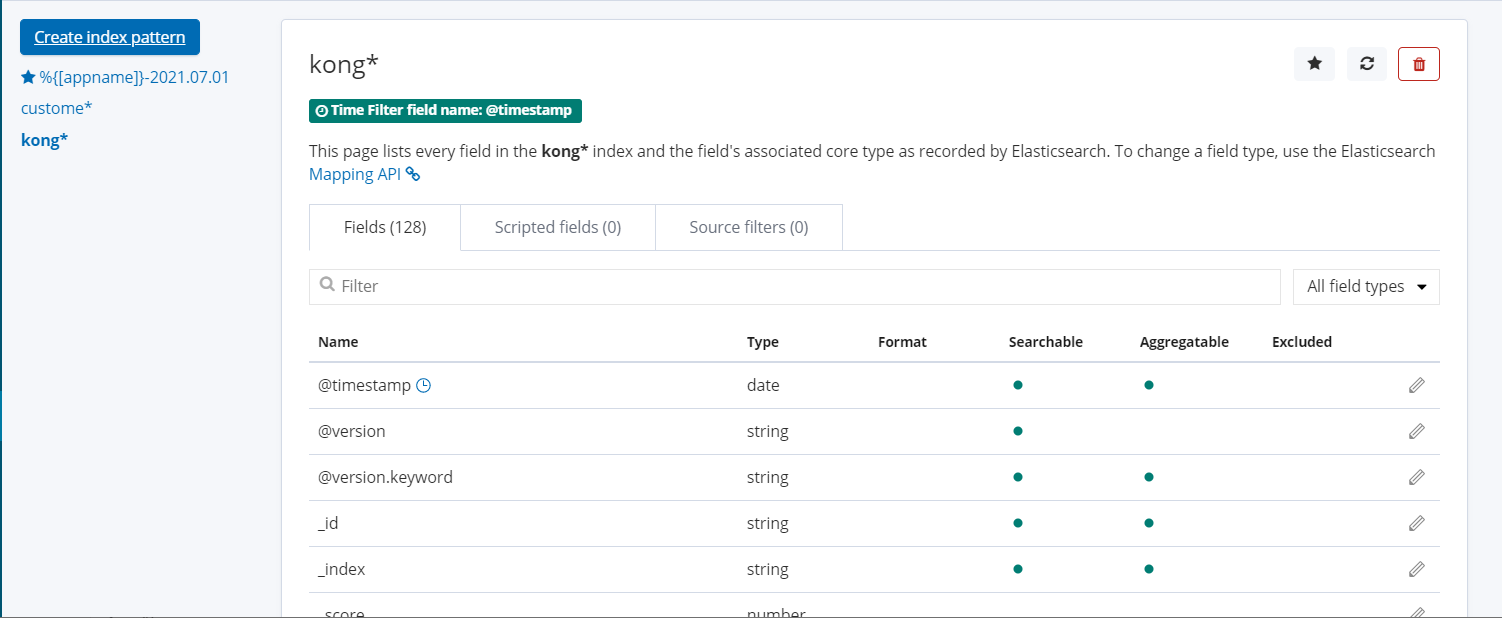 Create index pattern
%{[appname]}-2021.07.01
custome*
kong*
kong*
Time Filter field name: @timestamp
This page lists every field in the kong* index and the field's associated core type as recorded by Elasticsearch. To change a field type, use the Elasticsearch
Mapping API
Fields (128)
Scripted fields (0)
Source filters (0)
Filter
All field types
Name Type Format Searchable Aggregatable Excluded
@timestamp date
@version string
@version.keyword string
_id string
_index string
_score number